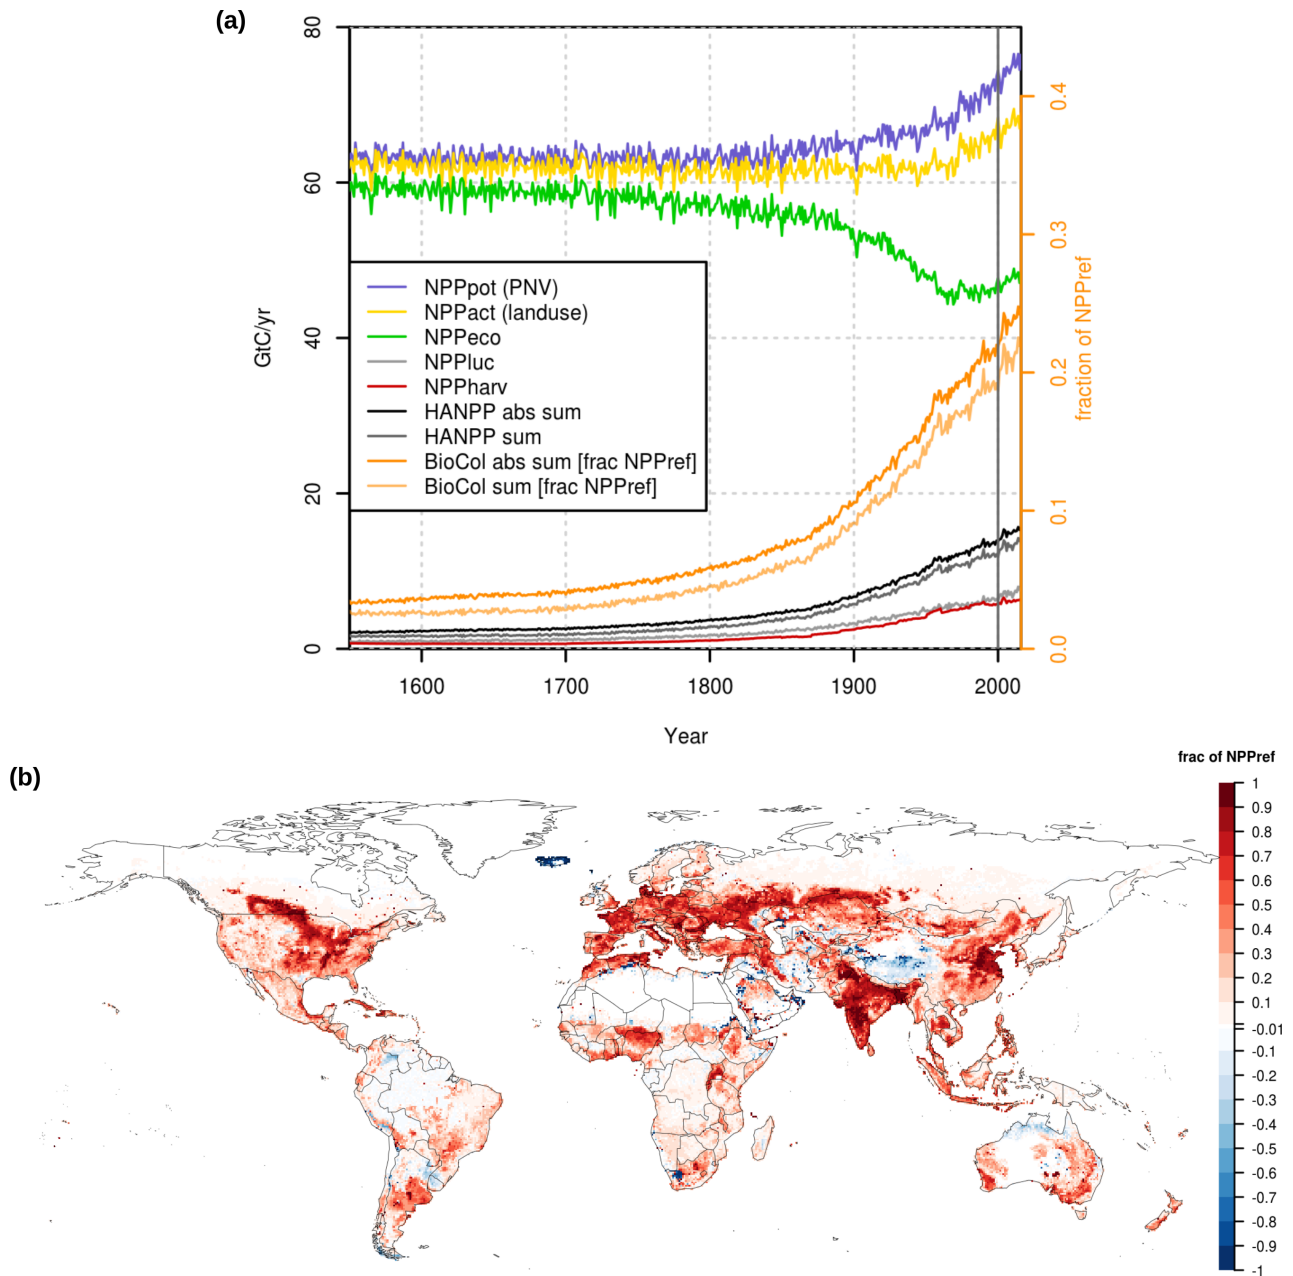 (a)
80
60
40
20
0
GtC/yr
NPPpot (PNV)
NPPact (landuse)
NPPeco
NPPluc
NPPharv
HANPP abs sum
HANPP sum
BioCol abs sum [frac NPPref]
BioCol sum [frac NPPref]
0.4
0.3
0.2
0.1
0.0
fraction of NPPref
1600 1700 1800 1900 2000
Year
(b)
frac of NPPref
1
0.9
0.8
0.7
0.6
0.5
0.4
0.3
0.2
0.1
-0.01
-0.1
-0.2
-0.3
-0.4
-0.5
-0.6
-0.7
-0.8
-0.9
-1